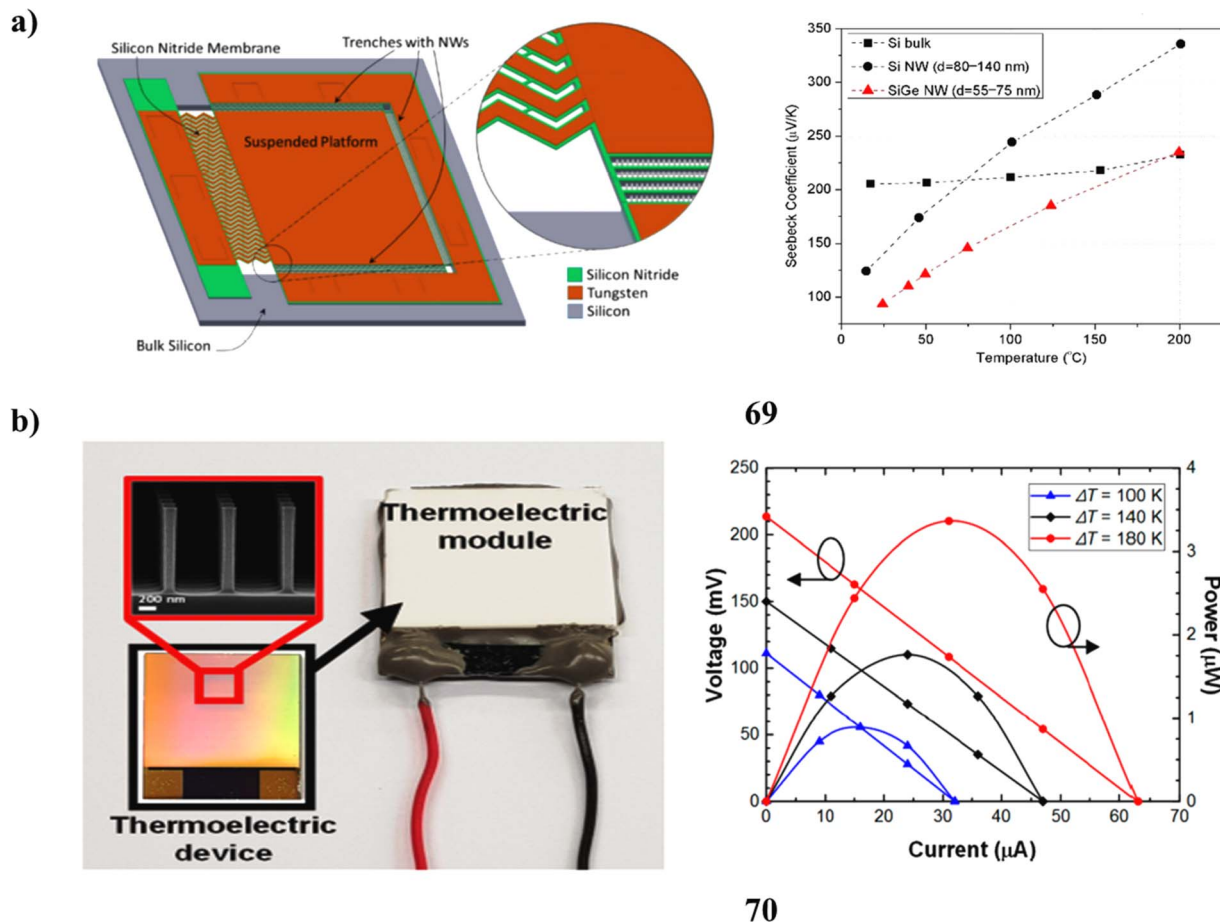 a)
Silicon Nitride Membrane
Trenches with NWs
Suspended Platform
Silicon Nitride
Tungsten
Silicon
Bulk Silicon
Seebeck Coefficient (μV/K)
350
300
250
200
150
100
Si bulk
Si NW (d=80−140 nm)
SiGe NW (d=55−75 nm)
0
50
100
150
200
Temperature (°C)
69
b)
200 nm
Thermoelectric
module
Thermoelectric
device
Voltage (mV)
250
200
150
100
50
0
ΔT = 100 K
ΔT = 140 K
ΔT = 180 K
4
3
2
1
0
Power (μW)
0
10
20
30
40
50
60
70
Current (μA)
70